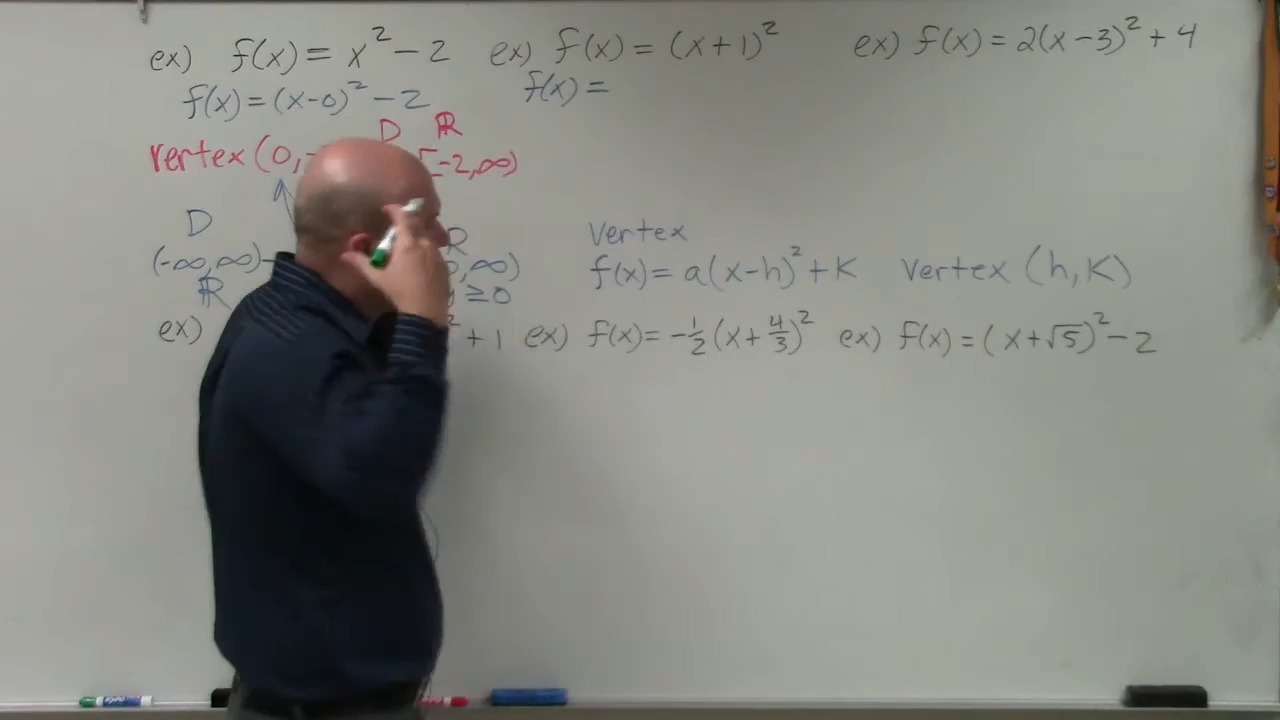 ex) f(x) = x² - 2 ex) f(x) = (x+1)² ex) f(x) = 2(x-3)² + 4
f(x) = (x-0)² - 2 f(x) =
D ℝ
vertex (0,- [-2,∞)
D R
vertex
(-∞,∞) ,∞) f(x) = a(x-h)² + K vertex (h,K)
ℝ ≥0
ex) ² + 1 ex) f(x) = -1/2 (x + 4/3)² ex) f(x) = (x+√5)² - 2